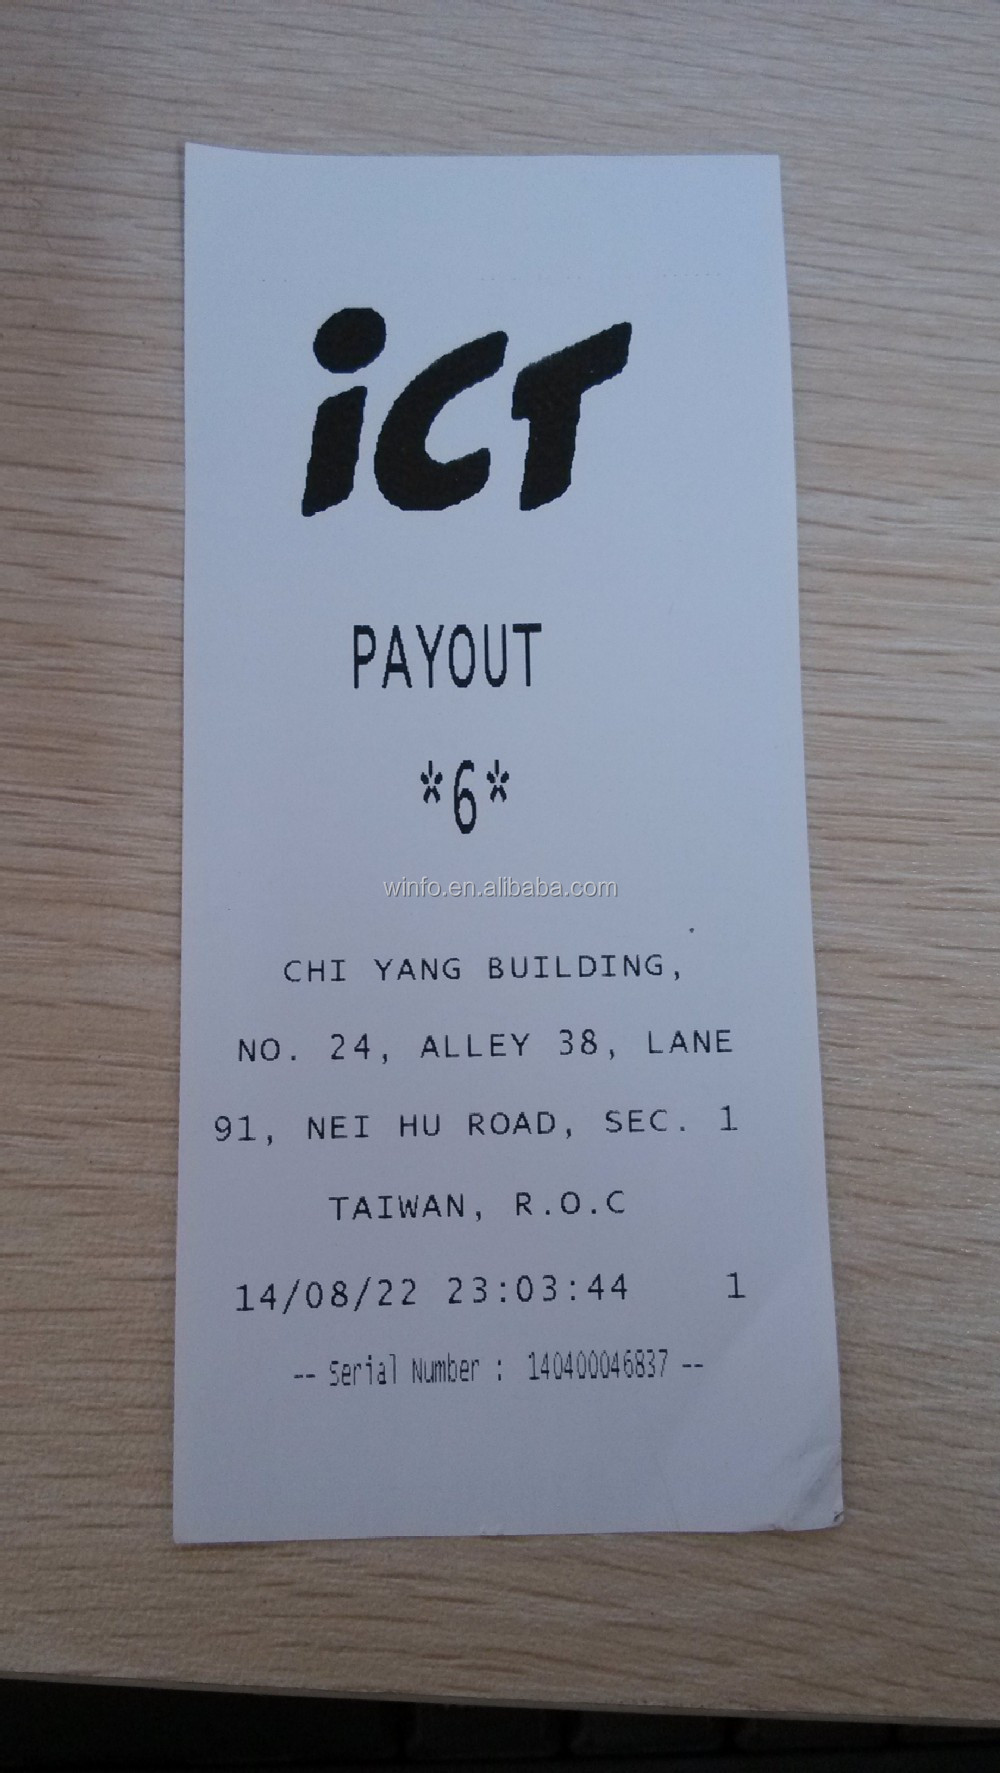 iCT
PAYOUT
*6*
winfo.en.alibaba.com
CHI YANG BUILDING,
NO. 24, ALLEY 38, LANE
91, NEI HU ROAD, SEC. 1
TAIWAN, R.O.C
14/08/22 23:03:44 1
-- Serial Number : 140400046837 --